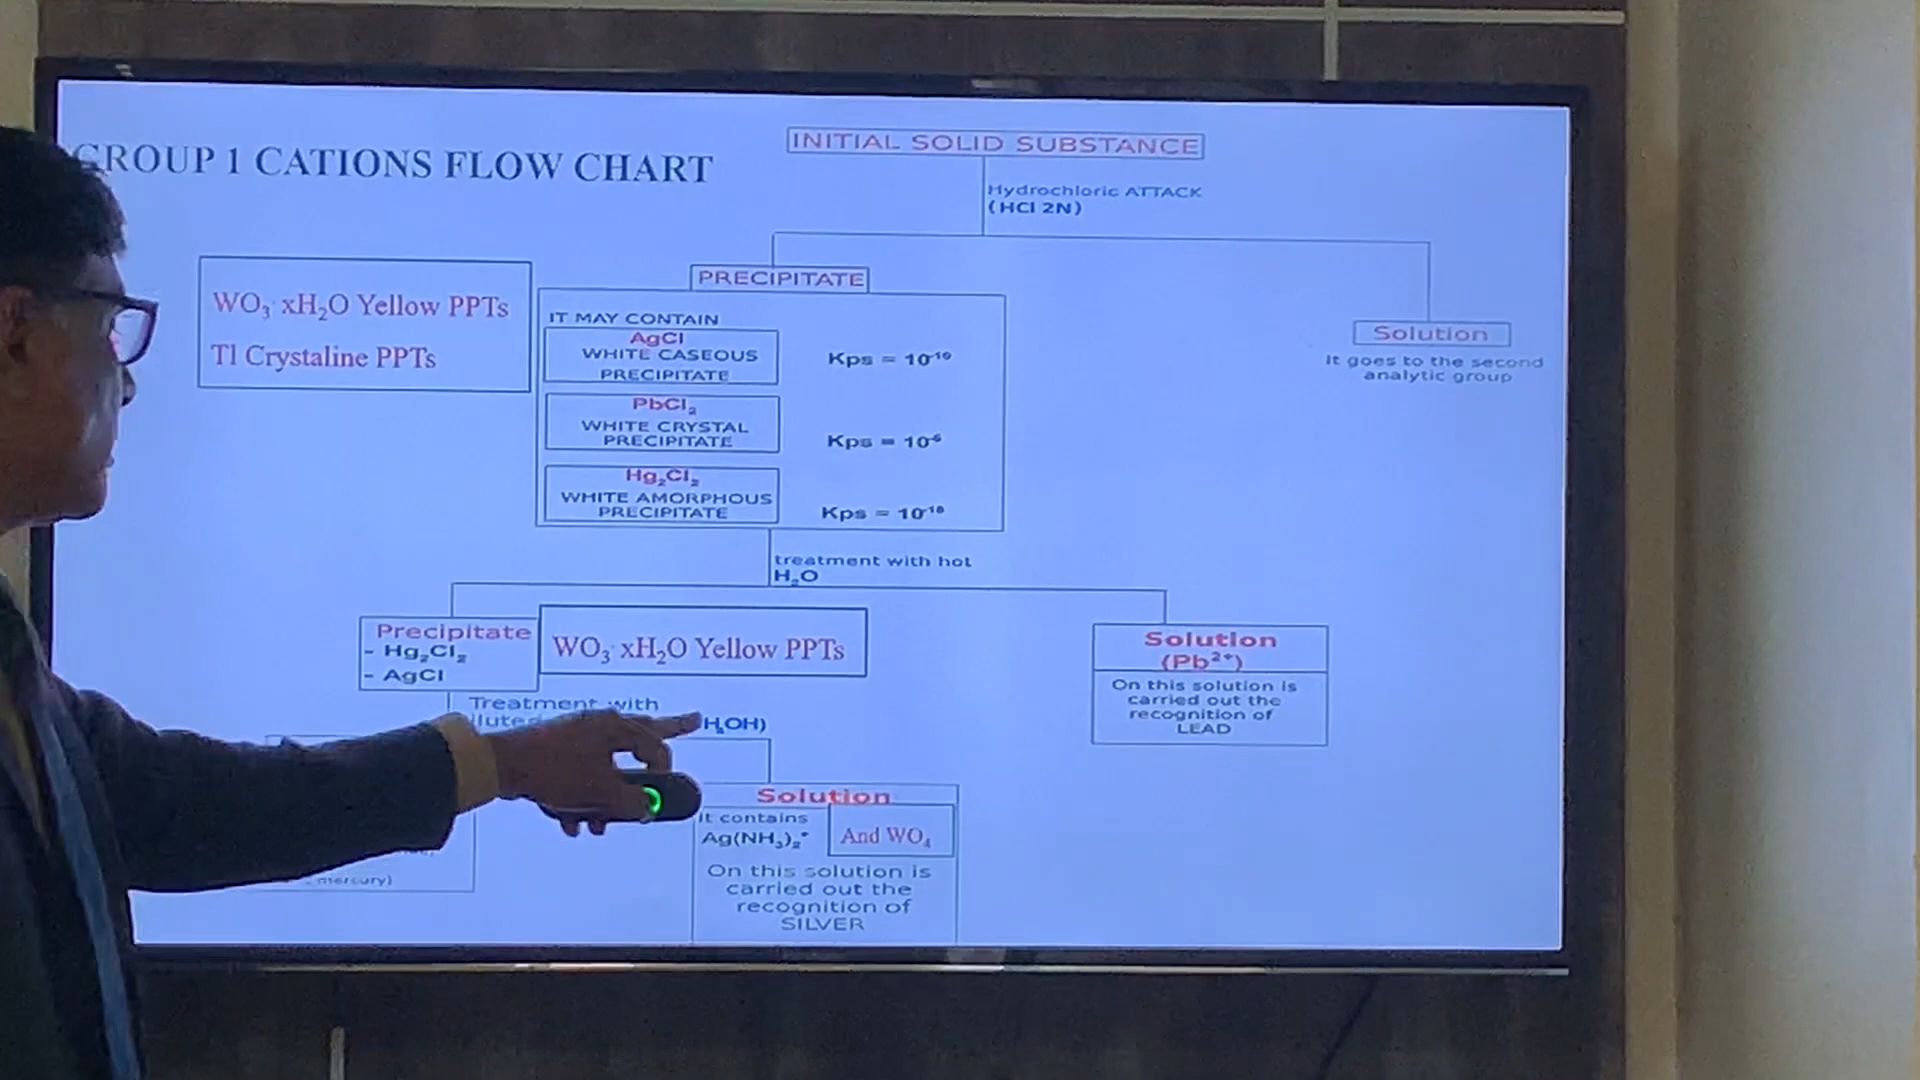 GROUP 1 CATIONS FLOW CHART
INITIAL SOLID SUBSTANCE
Hydrochloric ATTACK
(HCl 2N)
PRECIPITATE
WO₃ xH₂O Yellow PPTs
Tl Crystaline PPTs
IT MAY CONTAIN
AgCl
WHITE CASEOUS
PRECIPITATE
Kps = 10⁻¹⁰
PbCl₂
WHITE CRYSTAL
PRECIPITATE
Kps = 10⁻⁶
Hg₂Cl₂
WHITE AMORPHOUS
PRECIPITATE
Kps = 10⁻¹⁸
Solution
It goes to the second
analytic group
treatment with hot
H₂O
Precipitate
- Hg₂Cl₂
- AgCl
WO₃ xH₂O Yellow PPTs
Solution
(Pb²⁺)
On this solution is
carried out the
recognition of
LEAD
Treatment with
H₄OH)
Solution
It contains
Ag(NH₃)₂⁺
And WO₄
On this solution is
carried out the
recognition of
SILVER
mercury)